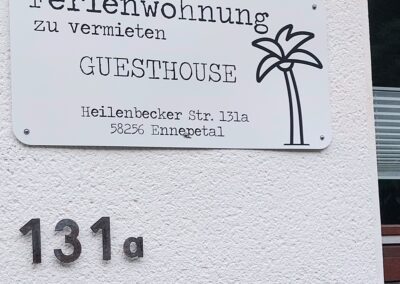 Ferienwohnung
zu vermieten
GUESTHOUSE
Heilenbecker Str. 131a
58256 Ennepetal
131a